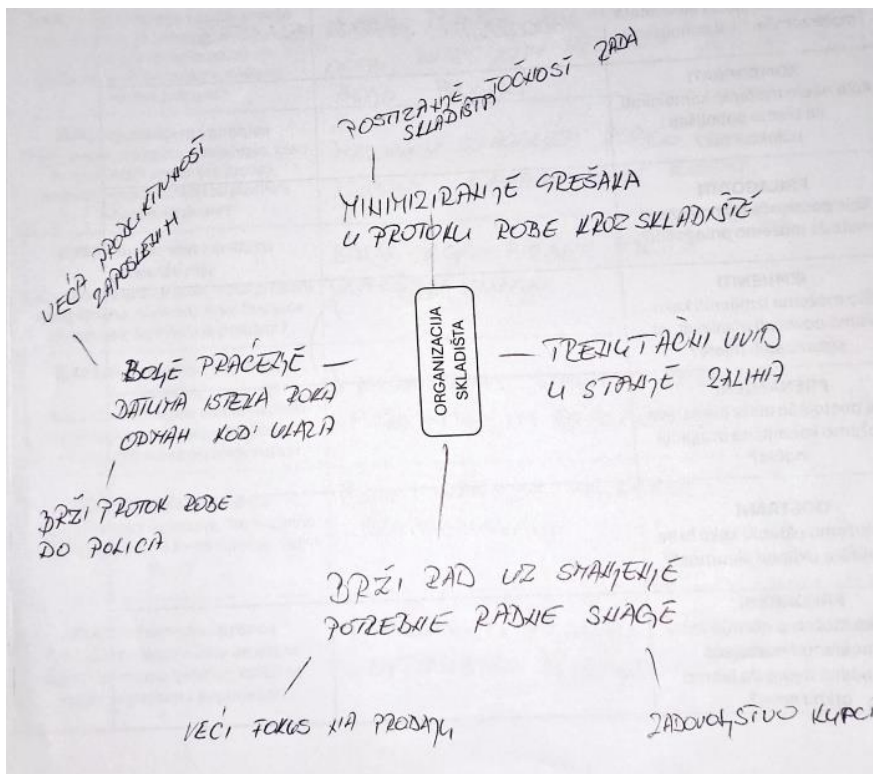 POSTIZANJE TOČNOSTI RADA
SKLADIŠTA
MINIMIZIRANJE GREŠAKA
U PROTOKU ROBE KROZ SKLADIŠTE
VEĆA PRODUKTIVNOST
ZAPOSLENIH
ORGANIZACIJA
SKLADIŠTA
BOLJE PRAĆENJE
DATUMA ISTEKA ROKA
ODMAH KOD ULAZA
TRENUTAČNI UVID
U STANJE ZALIHA
BRŽI PROTOK ROBE
DO POLICA
BRŽI RAD UZ SMANJENJE
POTREBNE RADNE SNAGE
VEĆI FOKUS NA PRODAJU
ZADOVOLJSTVO KUPCA